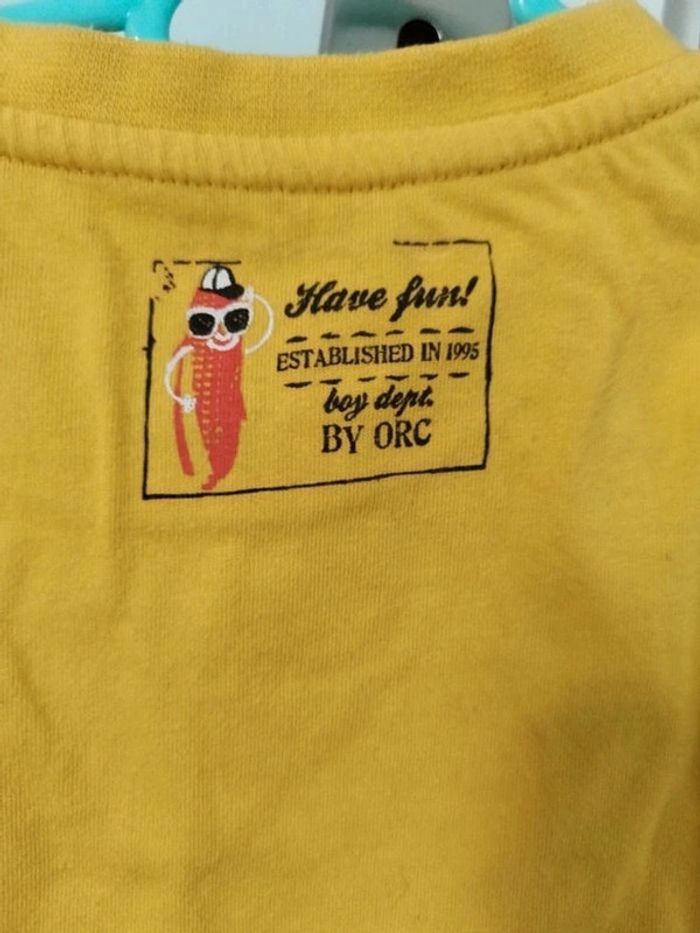 Have fun!
ESTABLISHED IN 1995
boy dept.
BY ORC